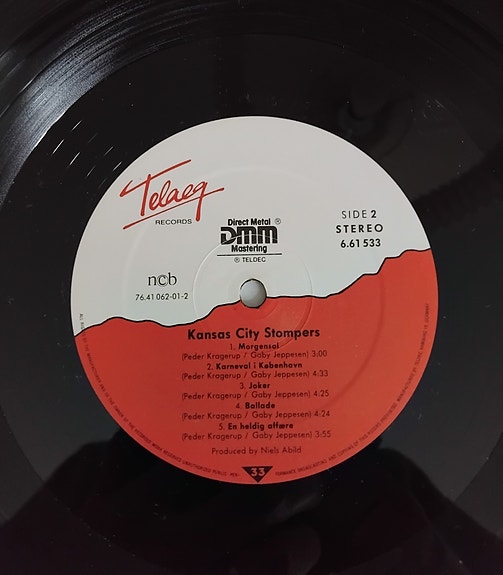 Telaeg
RECORDS
Direct Metal ®
DMM
Mastering
℗ TELDEC
SIDE 2
STEREO
6.61 533
ncb
76.41 062-01-2
Kansas City Stompers
1. Morgensol
(Peder Kragerup / Gaby Jeppesen) 3:00
2. Karneval i København
(Peder Kragerup / Gaby Jeppesen) 4:33
3. Joker
(Peder Kragerup / Gaby Jeppesen) 4:25
4. Ballade
(Peder Kragerup / Gaby Jeppesen) 4:24
5. En heldig affære
(Peder Kragerup / Gaby Jeppesen) 3:55
Produced by Niels Abild
33